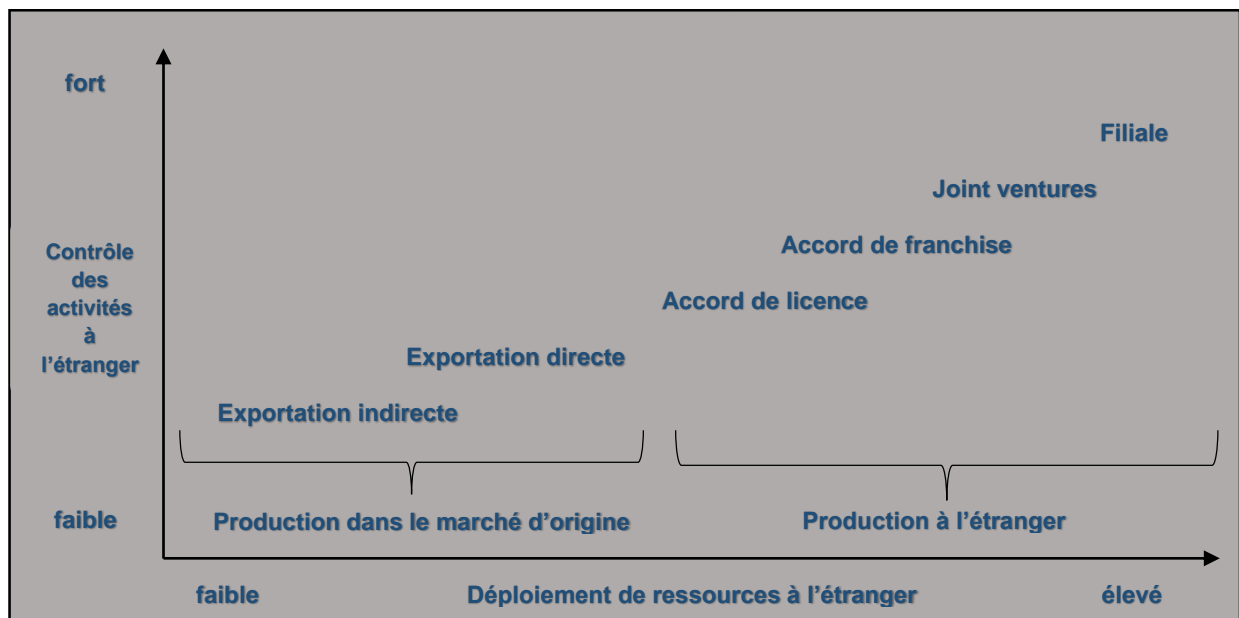 fort
Filiale
Joint ventures
Accord de franchise
Contrôle
des
activités
à
l’étranger
Accord de licence
Exportation directe
Exportation indirecte
faible
Production dans le marché d’origine
Production à l’étranger
faible
Déploiement de ressources à l’étranger
élevé